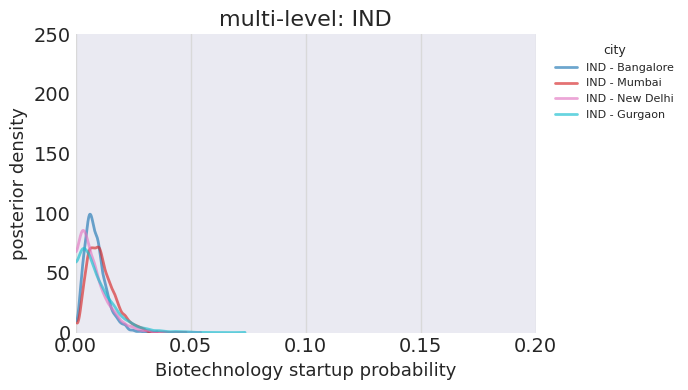 multi-level: IND
posterior density
250
200
150
100
50
0
0.00 0.05 0.10 0.15 0.20
Biotechnology startup probability
city
IND - Bangalore
IND - Mumbai
IND - New Delhi
IND - Gurgaon